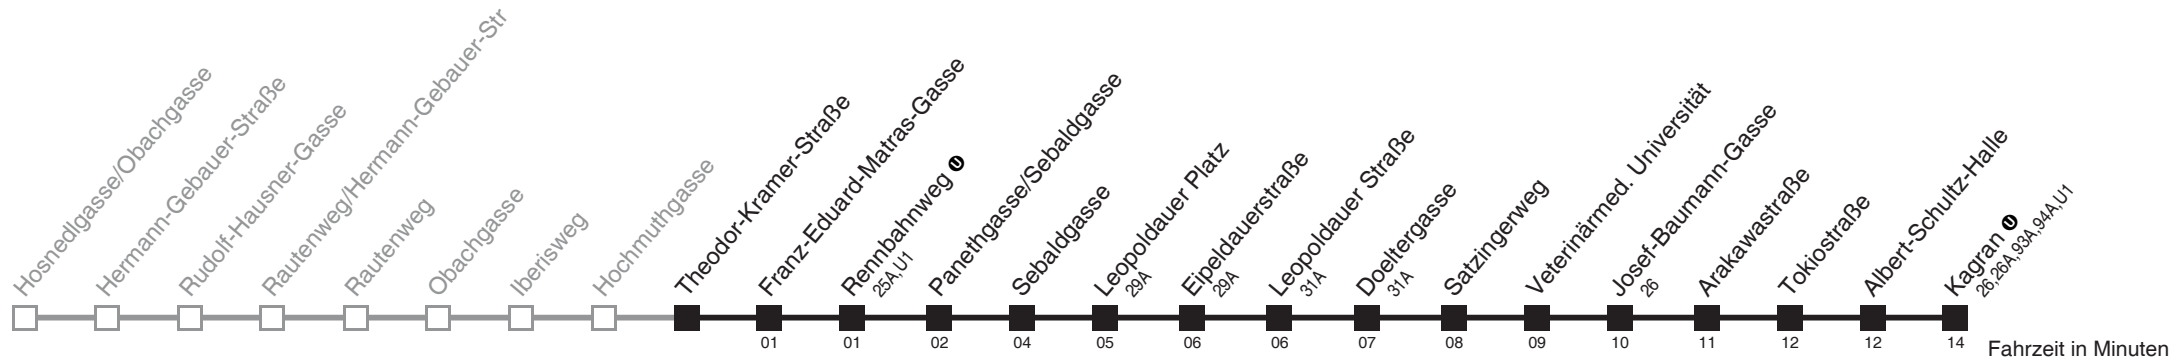 Hosnedlgasse/Obachgasse
Hermann-Gebauer-Straße
Rudolf-Hausner-Gasse
Rautenweg/Hermann-Gebauer-Str
Rautenweg
Obachgasse
Iberisweg
Hochmuthgasse
Theodor-Kramer-Straße
Franz-Eduard-Matras-Gasse
Rennbahnweg U
25A,U1
Panethgasse/Sebaldgasse
Sebaldgasse
Leopoldauer Platz
29A
Eipeldauerstraße
29A
Leopoldauer Straße
31A
Doeltergasse
31A
Satzingerweg
Veterinärmed. Universität
Josef-Baumann-Gasse
26
Arakawastraße
Tokiostraße
Albert-Schultz-Halle
Kagran U
26,26A,93A,94A,U1
01 01 02 04 05 06 06 07 08 09 10 11 12 12 14 Fahrzeit in Minuten